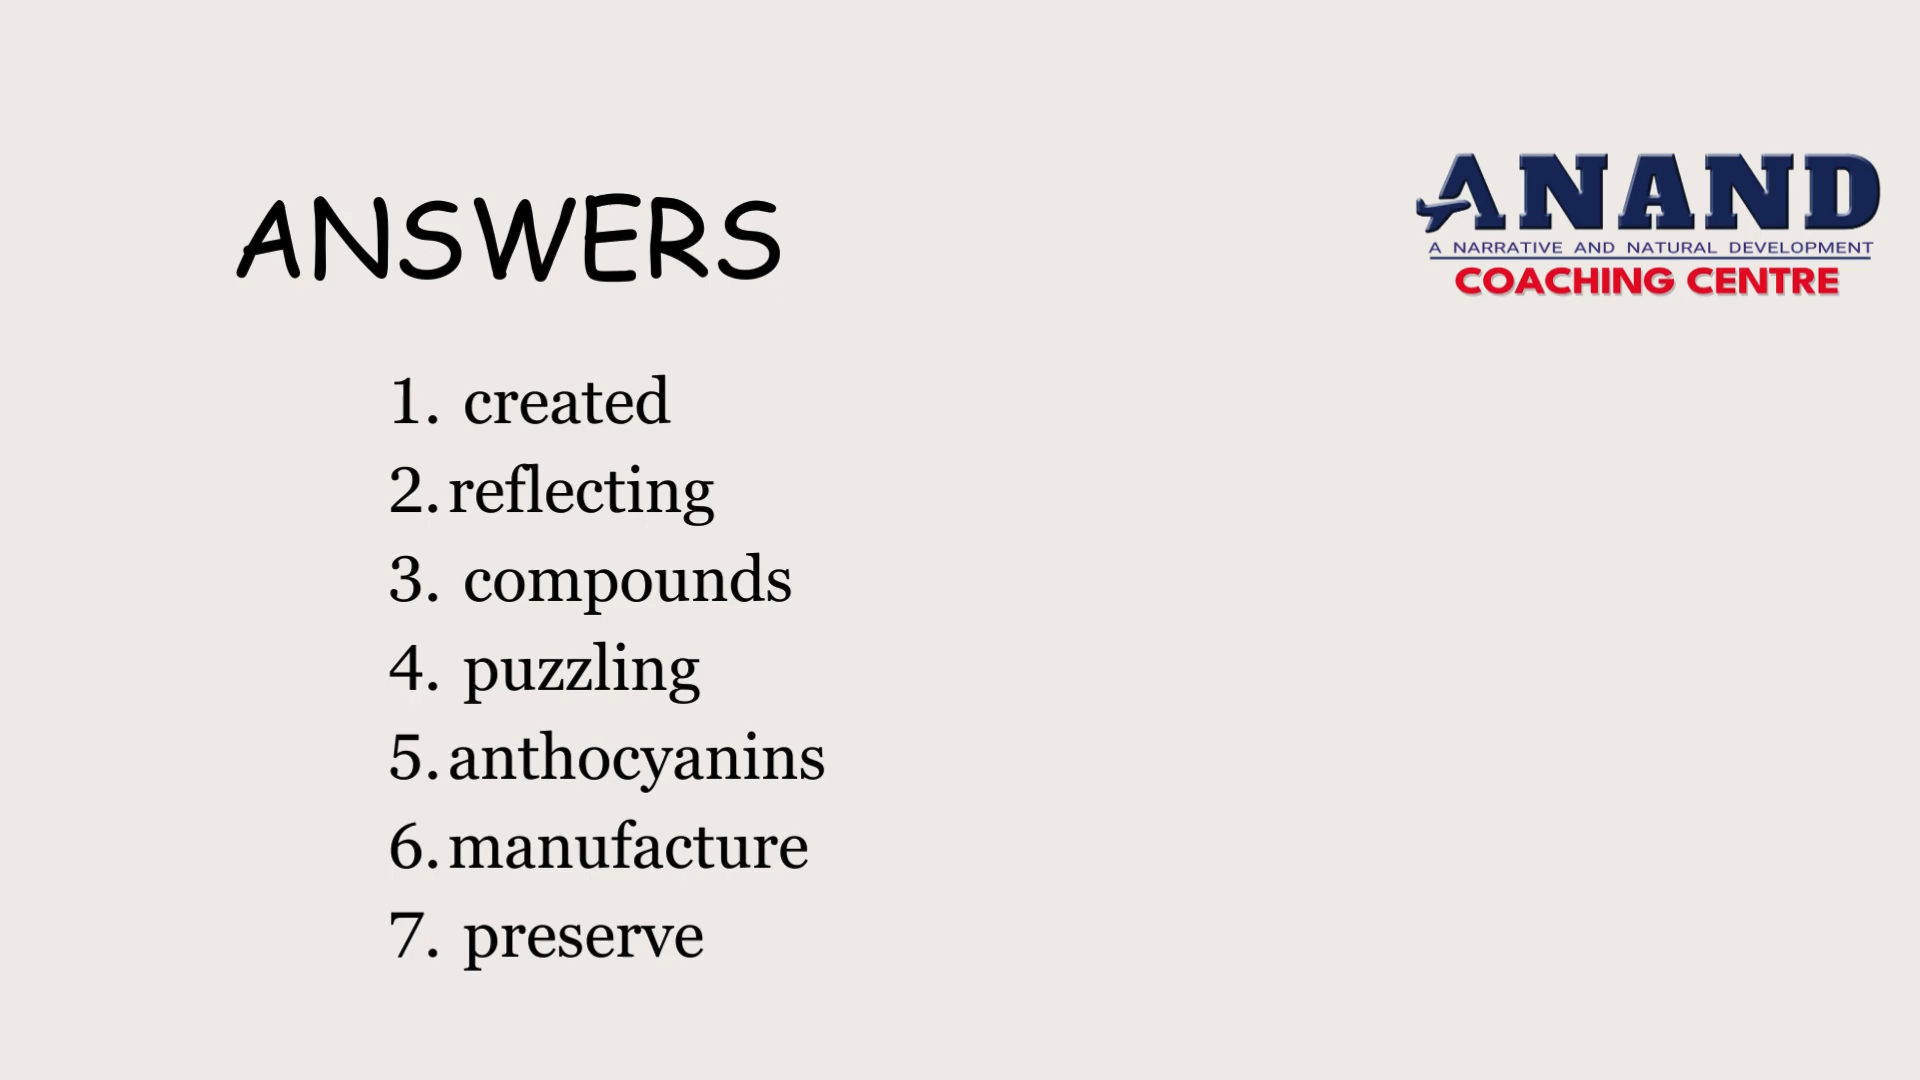 ANSWERS
ANAND
A NARRATIVE AND NATURAL DEVELOPMENT
COACHING CENTRE
1. created
2. reflecting
3. compounds
4. puzzling
5. anthocyanins
6. manufacture
7. preserve